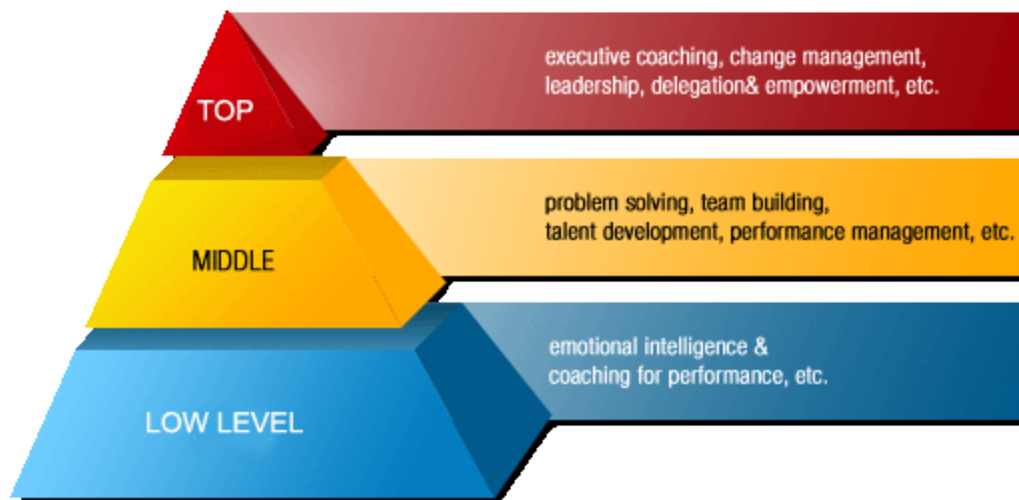 TOP
executive coaching, change management,
leadership, delegation& empowerment, etc.
MIDDLE
problem solving, team building,
talent development, performance management, etc.
LOW LEVEL
emotional intelligence &
coaching for performance, etc.